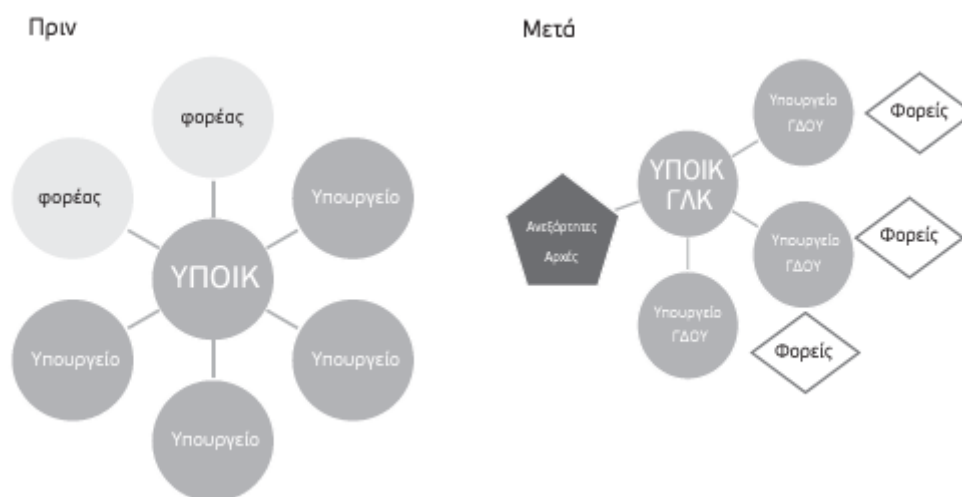 Πριν
φορέας
φορέας
Υπουργείο
ΥΠΟΙΚ
Υπουργείο
Υπουργείο
Υπουργείο
Μετά
Υπουργείο
ΓΔΟΥ
Φορείς
ΥΠΟΙΚ
ΓΛΚ
Ανεξάρτητες
Αρχές
Υπουργείο
ΓΔΟΥ
Φορείς
Υπουργείο
ΓΔΟΥ
Φορείς